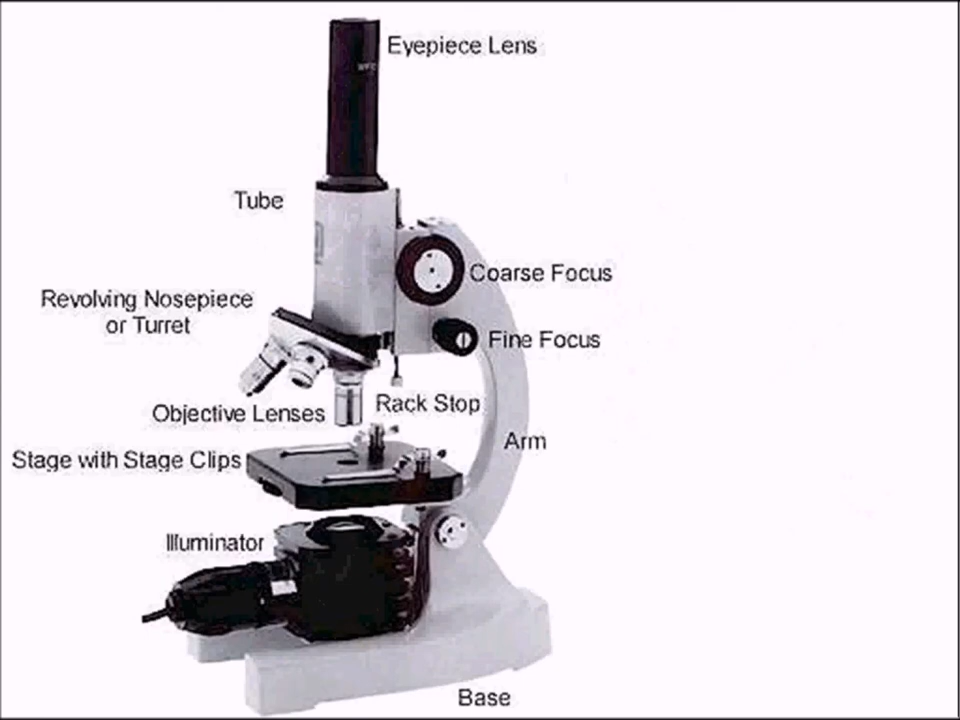 Eyepiece Lens
Tube
Coarse Focus
Revolving Nosepiece
or Turret
Fine Focus
Objective Lenses
Rack Stop
Arm
Stage with Stage Clips
Illuminator
Base